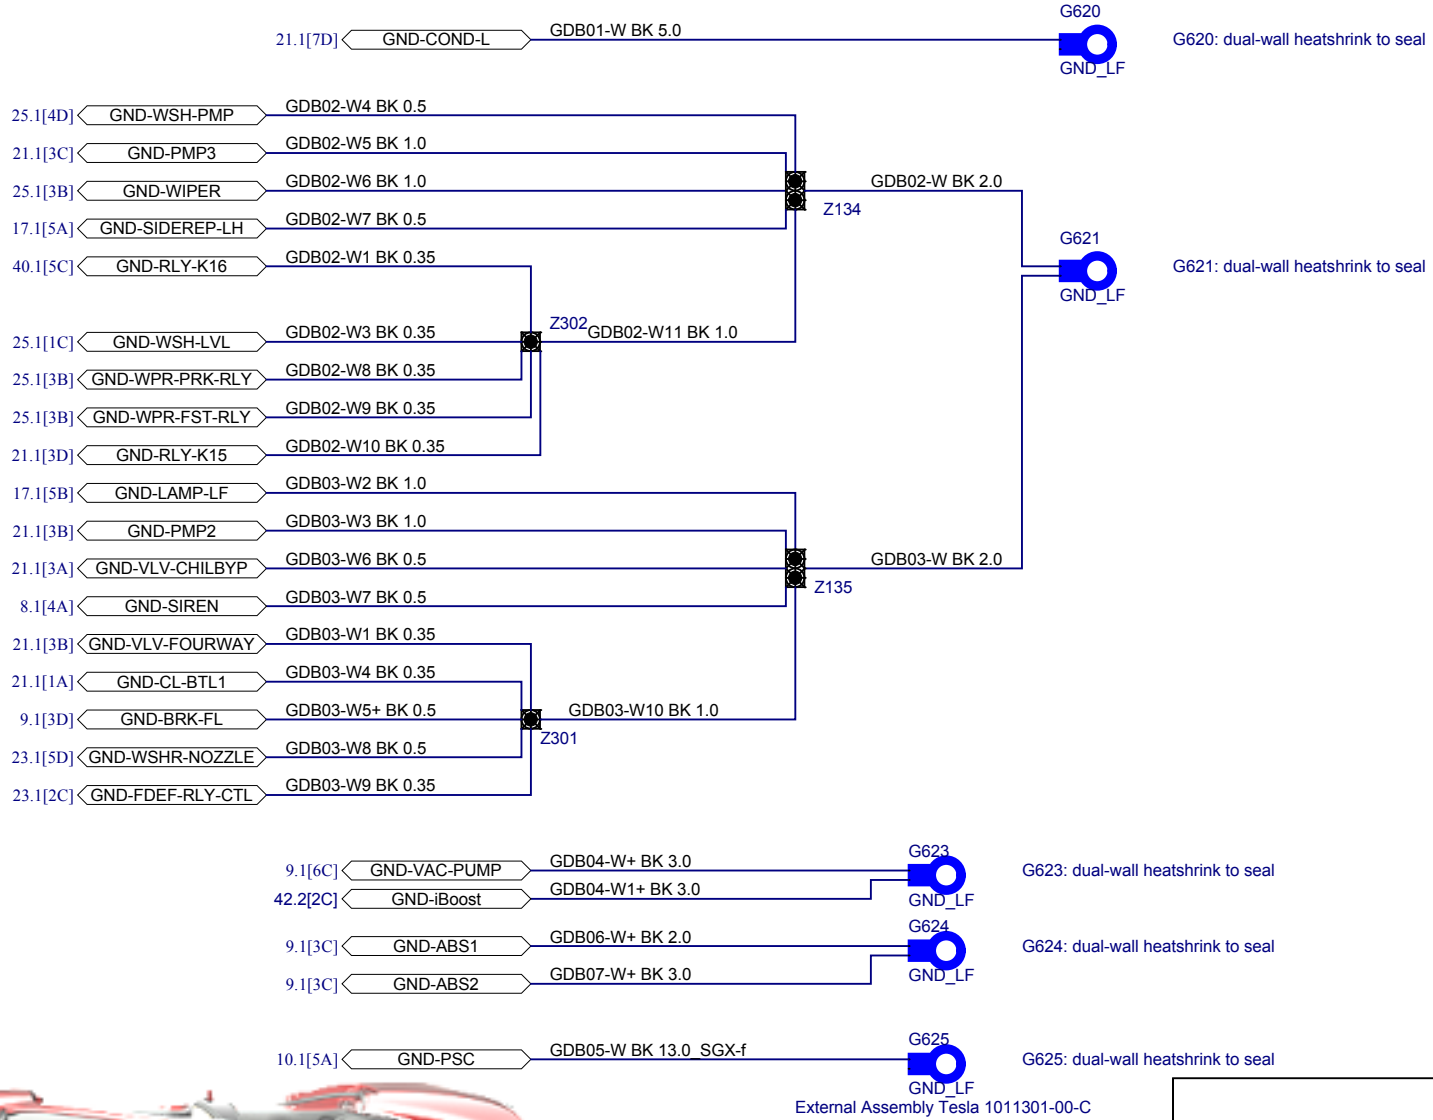 G620
21.1[7D] GND-COND-L GDB01-W BK 5.0
G620: dual-wall heatshrink to seal
GND_LF
25.1[4D] GND-WSH-PMP GDB02-W4 BK 0.5
21.1[3C] GND-PMP3 GDB02-W5 BK 1.0
25.1[3B] GND-WIPER GDB02-W6 BK 1.0
GDB02-W BK 2.0
Z134
17.1[5A] GND-SIDEREP-LH GDB02-W7 BK 0.5
G621
40.1[5C] GND-RLY-K16 GDB02-W1 BK 0.35
G621: dual-wall heatshrink to seal
GND_LF
Z302
25.1[1C] GND-WSH-LVL GDB02-W3 BK 0.35
GDB02-W11 BK 1.0
25.1[3B] GND-WPR-PRK-RLY GDB02-W8 BK 0.35
25.1[3B] GND-WPR-FST-RLY GDB02-W9 BK 0.35
21.1[3D] GND-RLY-K15 GDB02-W10 BK 0.35
17.1[5B] GND-LAMP-LF GDB03-W2 BK 1.0
21.1[3B] GND-PMP2 GDB03-W3 BK 1.0
21.1[3A] GND-VLV-CHILBYP GDB03-W6 BK 0.5
GDB03-W BK 2.0
Z135
8.1[4A] GND-SIREN GDB03-W7 BK 0.5
21.1[3B] GND-VLV-FOURWAY GDB03-W1 BK 0.35
21.1[1A] GND-CL-BTL1 GDB03-W4 BK 0.35
9.1[3D] GND-BRK-FL GDB03-W5+ BK 0.5
GDB03-W10 BK 1.0
Z301
23.1[5D] GND-WSHR-NOZZLE GDB03-W8 BK 0.5
23.1[2C] GND-FDEF-RLY-CTL GDB03-W9 BK 0.35
G623
9.1[6C] GND-VAC-PUMP GDB04-W+ BK 3.0
G623: dual-wall heatshrink to seal
42.2[2C] GND-iBoost GDB04-W1+ BK 3.0
GND_LF
G624
9.1[3C] GND-ABS1 GDB06-W+ BK 2.0
G624: dual-wall heatshrink to seal
9.1[3C] GND-ABS2 GDB07-W+ BK 3.0
GND_LF
G625
10.1[5A] GND-PSC GDB05-W BK 13.0_SGX-f
G625: dual-wall heatshrink to seal
GND_LF
External Assembly Tesla 1011301-00-C